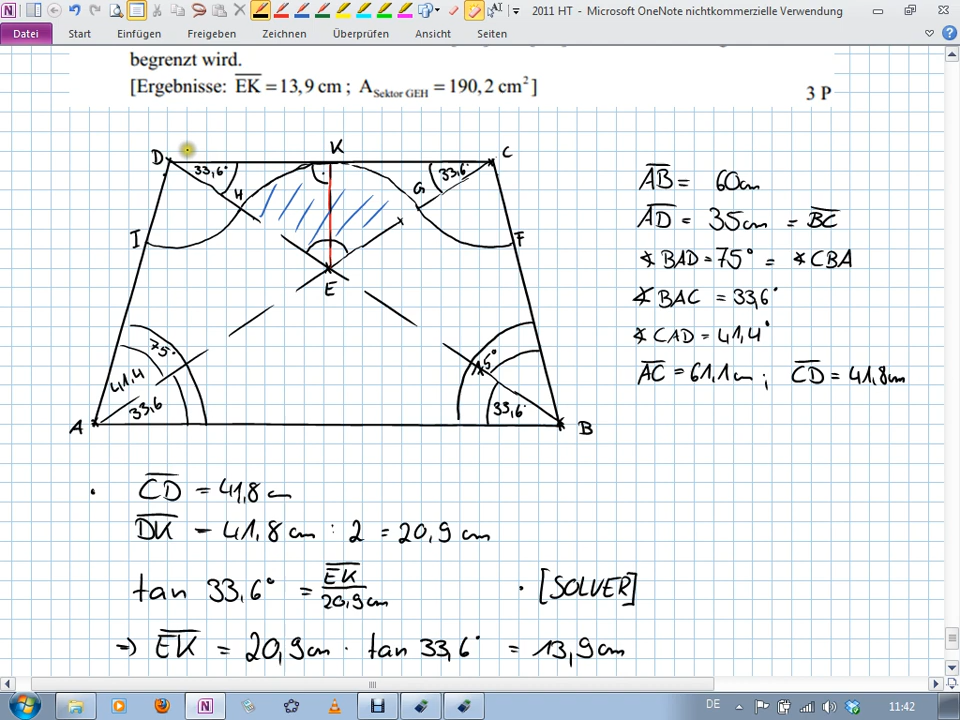 2011 HT - Microsoft OneNote nichtkommerzielle Verwendung
Datei Start Einfügen Freigeben Zeichnen Überprüfen Ansicht Seiten
begrenzt wird.
[Ergebnisse: EK = 13,9 cm ; A Sektor GEH = 190,2 cm²]
3 P
D K C
33,6° 33,6°
H G
I F
E
75° 75°
41,4
33,6 33,6°
A B
AB = 60cm
AD = 35cm = BC
∢ BAD = 75° = ∢ CBA
∢ BAC = 33,6°
∢ CAD = 41,4°
AC = 61,1cm ; CD = 41,8cm
· CD = 41,8 cm
DK = 41,8 cm : 2 = 20,9 cm
tan 33,6° = EK / 20,9cm · [SOLVER]
⇒ EK = 20,9cm · tan 33,6° = 13,9cm
DE 11:42